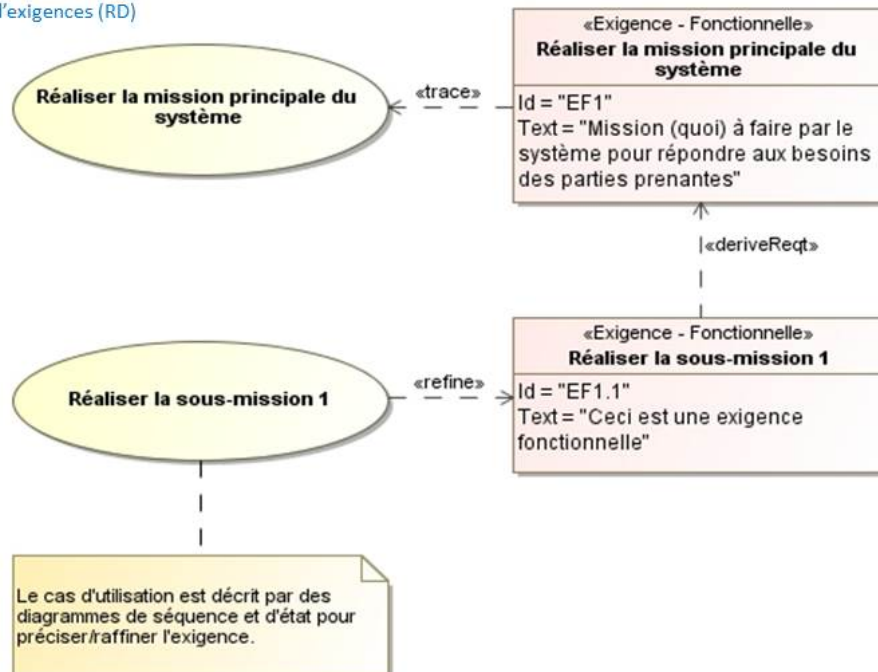 d'exigences (RD)
«Exigence - Fonctionnelle»
Réaliser la mission principale du
système
Id = "EF1"
Text = "Mission (quoi) à faire par le
système pour répondre aux besoins
des parties prenantes"
«trace»
Réaliser la mission principale du
système
«deriveReqt»
«Exigence - Fonctionnelle»
Réaliser la sous-mission 1
Id = "EF1.1"
Text = "Ceci est une exigence
fonctionnelle"
«refine»
Réaliser la sous-mission 1
Le cas d'utilisation est décrit par des
diagrammes de séquence et d'état pour
préciser/raffiner l'exigence.